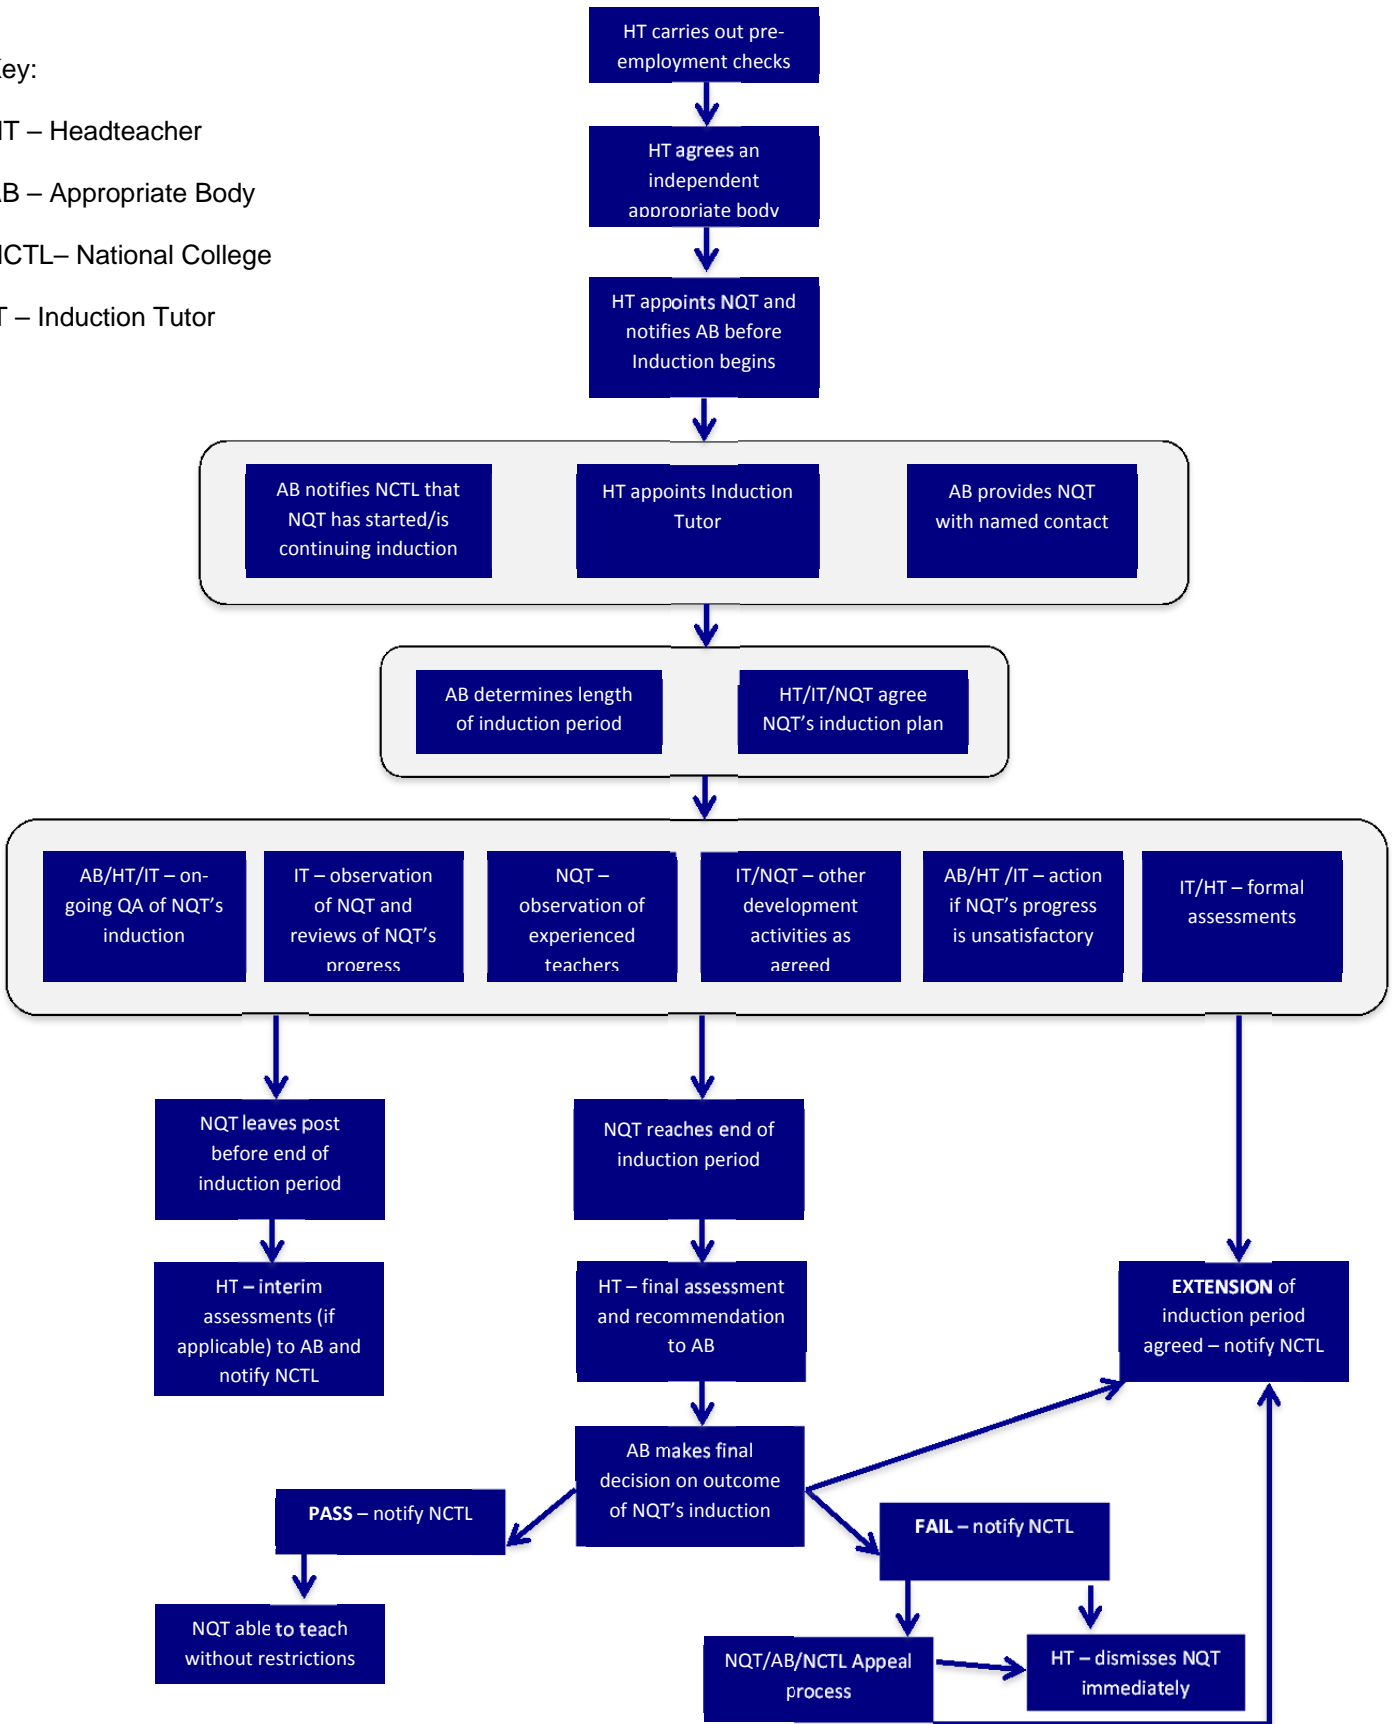 HT carries out pre-
employment checks
Key:
HT – Headteacher
AB – Appropriate Body
NCTL– National College
IT – Induction Tutor
HT agrees an
independent
appropriate body
HT appoints NQT and
notifies AB before
Induction begins
AB notifies NCTL that
NQT has started/is
continuing induction
HT appoints Induction
Tutor
AB provides NQT
with named contact
AB determines length
of induction period
HT/IT/NQT agree
NQT’s induction plan
AB/HT/IT – on-
going QA of NQT’s
induction
IT – observation
of NQT and
reviews of NQT’s
progress
NQT –
observation of
experienced
teachers
IT/NQT – other
development
activities as
agreed
AB/HT /IT – action
if NQT’s progress
is unsatisfactory
IT/HT – formal
assessments
NQT leaves post
before end of
induction period
NQT reaches end of
induction period
HT – interim
assessments (if
applicable) to AB and
notify NCTL
HT – final assessment
and recommendation
to AB
EXTENSION of
induction period
agreed – notify NCTL
AB makes final
decision on outcome
of NQT’s induction
PASS – notify NCTL
FAIL – notify NCTL
NQT able to teach
without restrictions
NQT/AB/NCTL Appeal
process
HT – dismisses NQT
immediately